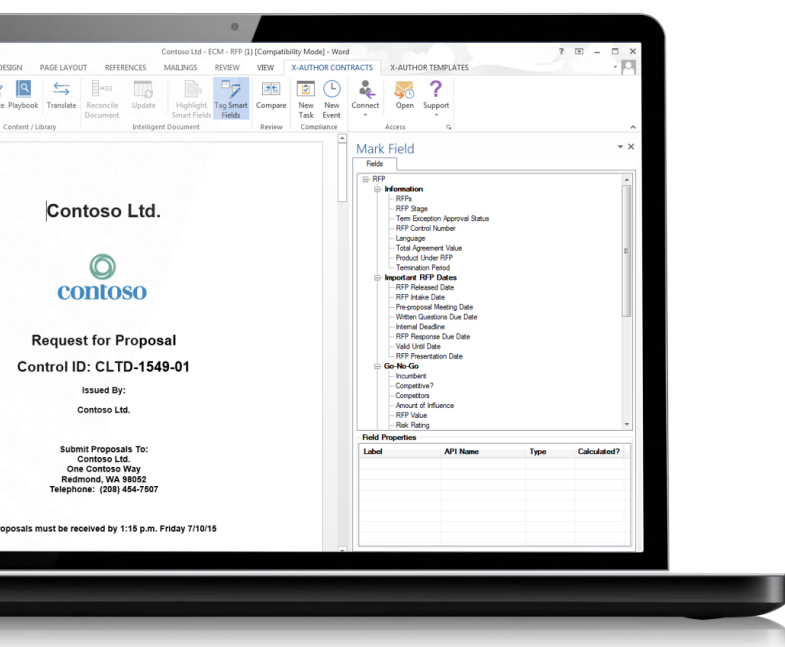 Contoso Ltd - ECM - RFP (1) [Compatibility Mode] - Word
?
DESIGN PAGE LAYOUT REFERENCES MAILINGS REVIEW VIEW X-AUTHOR CONTRACTS X-AUTHOR TEMPLATES
Playbook Translate Reconcile Document Update Highlight Smart Fields Tag Smart Fields Compare New Task New Event Connect Open Support
Content / Library Intelligent Document Review Compliance Access
Mark Field
Fields
RFP
Information
RFPs
RFP Stage
Term Exception Approval Status
RFP Control Number
Language
Total Agreement Value
Product Under RFP
Termination Period
Important RFP Dates
RFP Released Date
RFP Intake Date
Pre-proposal Meeting Date
Written Questions Due Date
Internal Deadline
RFP Response Due Date
Valid Until Date
RFP Presentation Date
Go-No-Go
Incumbent
Competitive?
Competitors
Amount of Influence
RFP Value
Risk Rating
Field Properties
Label API Name Type Calculated?
Contoso Ltd.
contoso
Request for Proposal
Control ID: CLTD-1549-01
Issued By:
Contoso Ltd.
Submit Proposals To:
Contoso Ltd.
One Contoso Way
Redmond, WA 98052
Telephone: (208) 454-7507
roposals must be received by 1:15 p.m. Friday 7/10/15